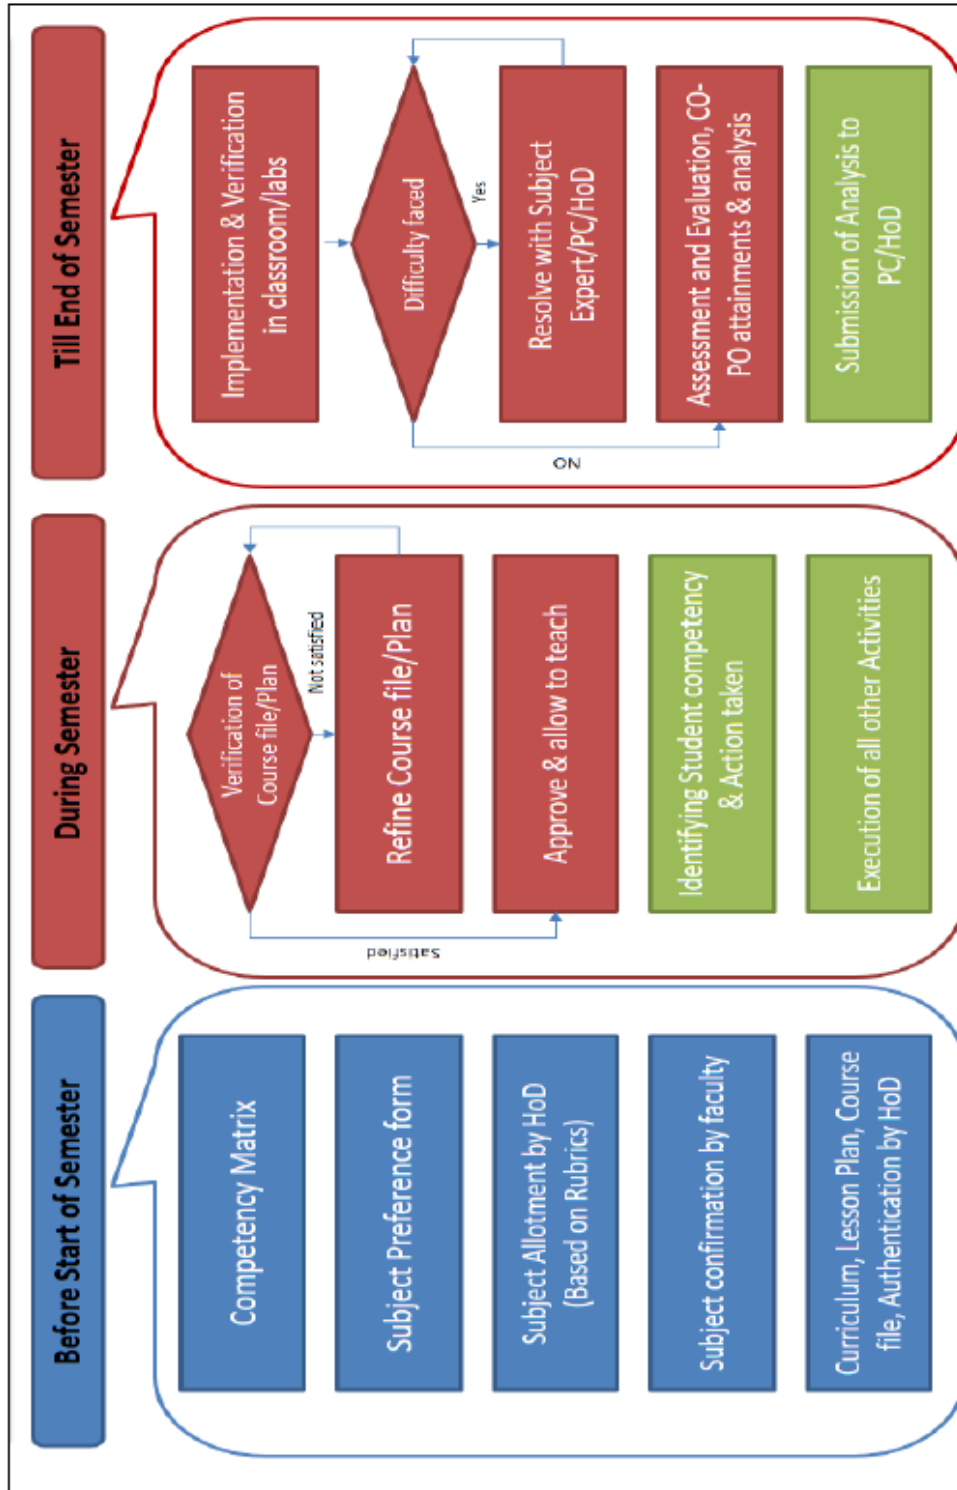 Before Start of Semester
Competency Matrix
Subject Preference form
Subject Allotment by HoD
(Based on Rubrics)
Subject confirmation by faculty
Curriculum, Lesson Plan, Course
file, Authentication by HoD
During Semester
Verification of
Course file/Plan
Not satisfied
Satisfied
Refine Course file/Plan
Approve & allow to teach
Identifying Student competency
& Action taken
Execution of all other Activities
Till End of Semester
Implementation & Verification
in classroom/labs
Difficulty faced
Yes
NO
Resolve with Subject
Expert/PC/HoD
Assessment and Evaluation, CO-
PO attainments & analysis
Submission of Analysis to
PC/HoD